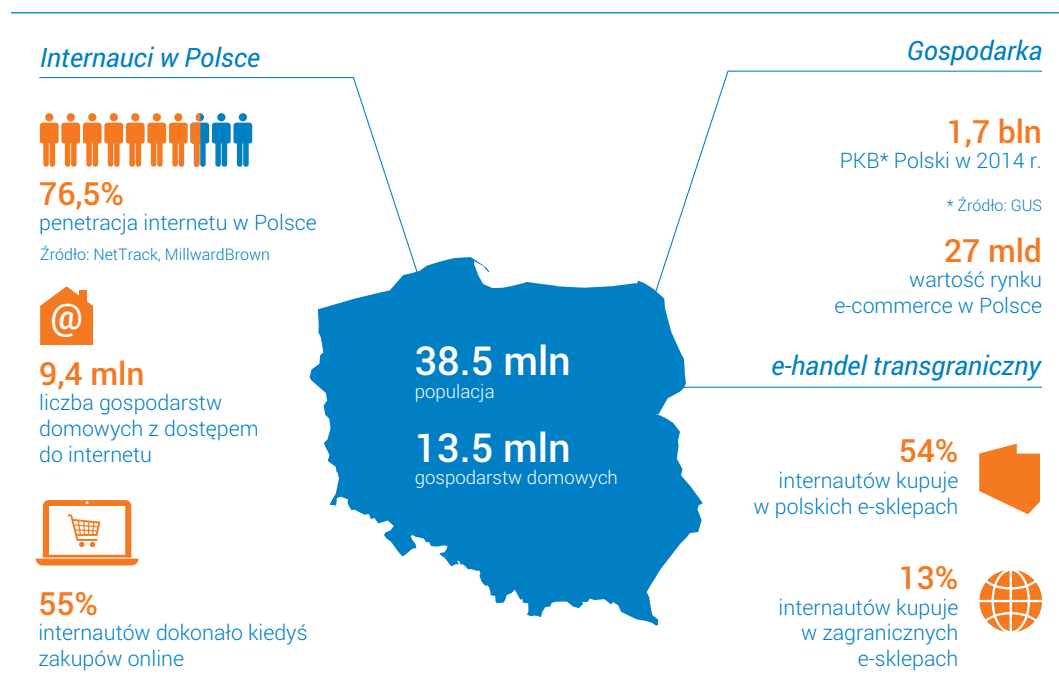 Internauci w Polsce
76,5%
penetracja internetu w Polsce
Źródło: NetTrack, MillwardBrown
@
9,4 mln
liczba gospodarstw
domowych z dostępem
do internetu
55%
internautów dokonało kiedyś
zakupów online
38.5 mln
populacja
13.5 mln
gospodarstw domowych
Gospodarka
1,7 bln
PKB* Polski w 2014 r.
* Źródło: GUS
27 mld
wartość rynku
e-commerce w Polsce
e-handel transgraniczny
54%
internautów kupuje
w polskich e-sklepach
13%
internautów kupuje
w zagranicznych
e-sklepach